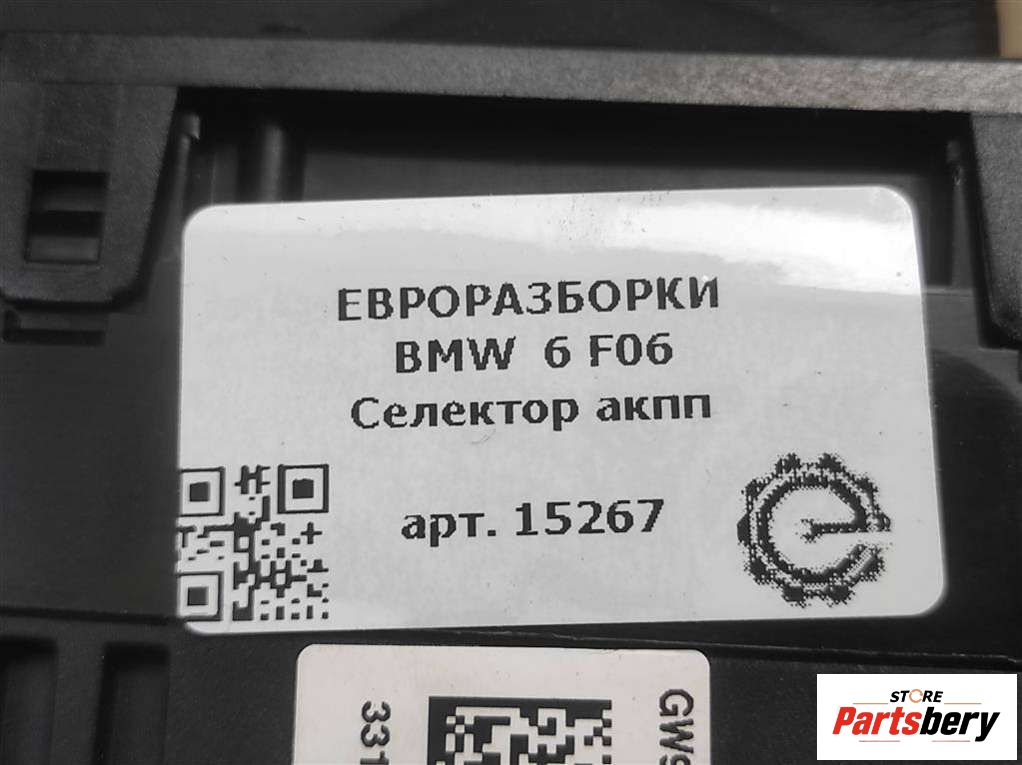 ЕВРОРАЗБОРКИ
BMW 6 F06
Селектор акпп
арт. 15267
STORE
Partsbery